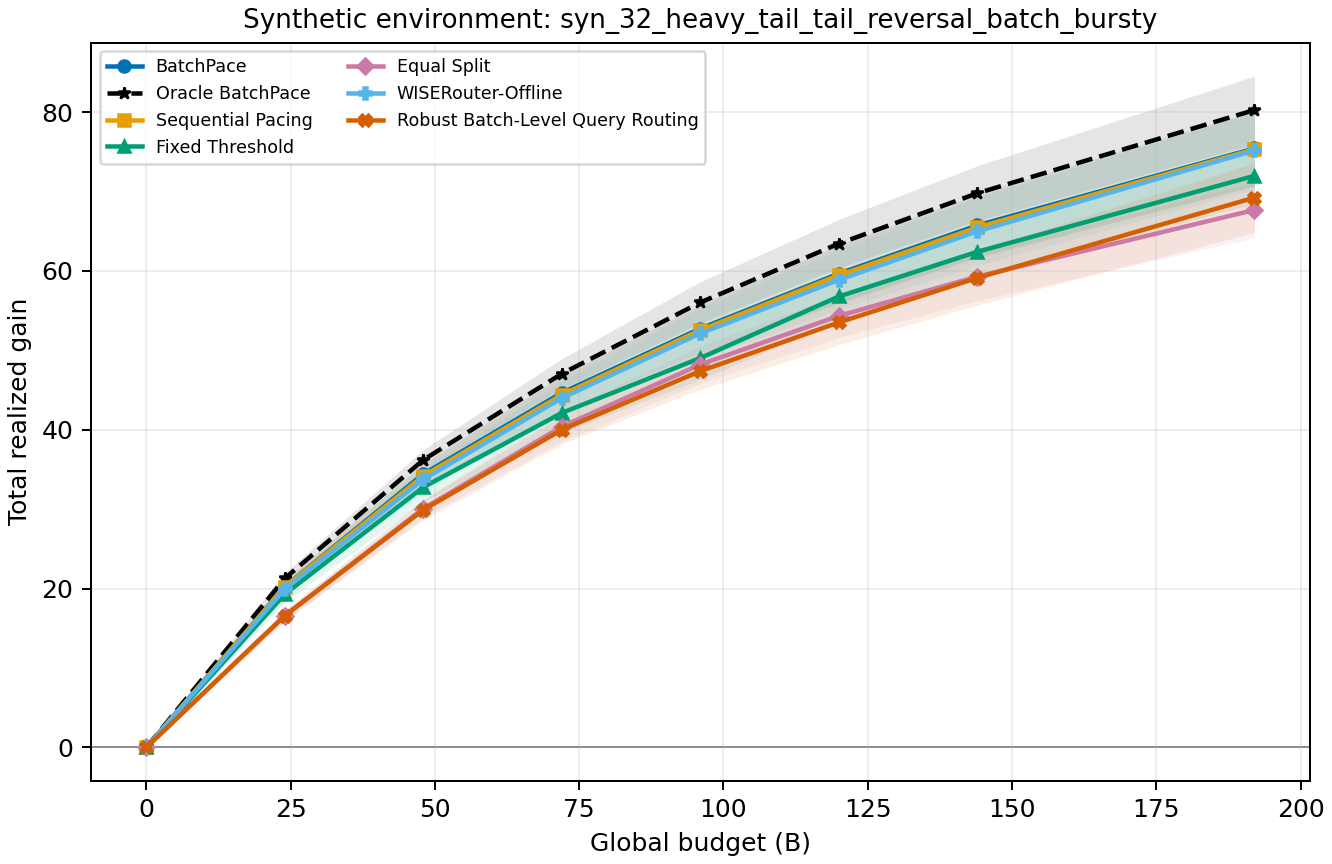 Synthetic environment: syn_32_heavy_tail_tail_reversal_batch_bursty
BatchPace
Oracle BatchPace
Sequential Pacing
Fixed Threshold
Equal Split
WISERouter-Offline
Robust Batch-Level Query Routing
Total realized gain
80
60
40
20
0
0 25 50 75 100 125 150 175 200
Global budget (B)